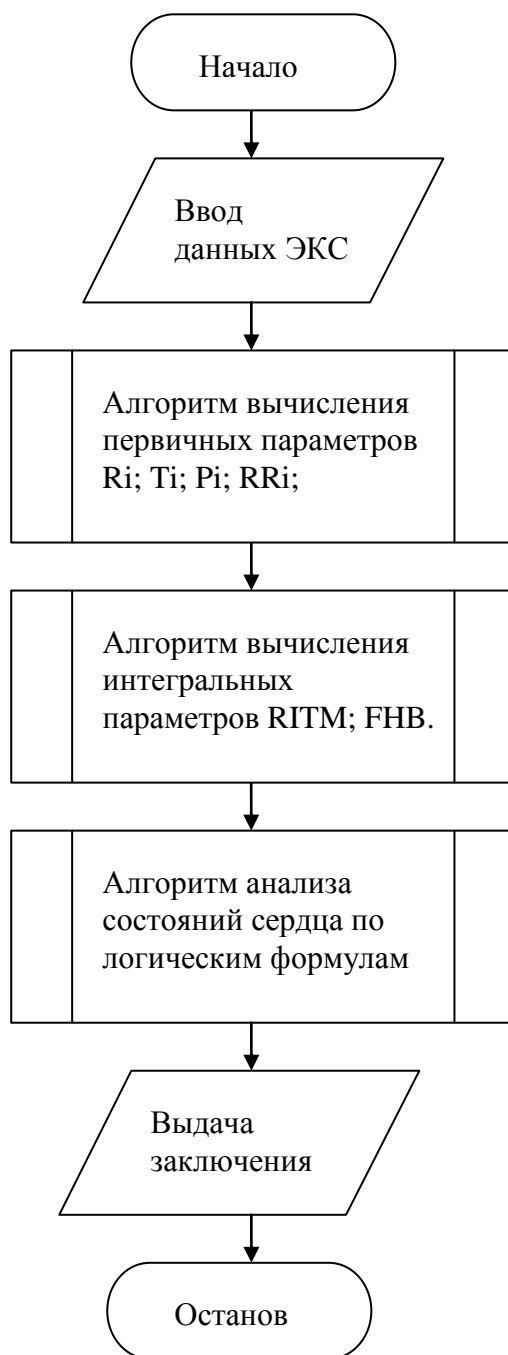 Начало
Ввод
данных ЭКС
Алгоритм вычисления
первичных параметров
Ri; Ti; Pi; RRi;
Алгоритм вычисления
интегральных
параметров RITM; FHB.
Алгоритм анализа
состояний сердца по
логическим формулам
Выдача
заключения
Останов